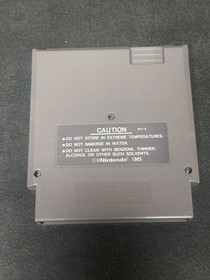 CAUTION
● DO NOT STORE IN EXTREME TEMPERATURES.
● DO NOT IMMERSE IN WATER.
● DO NOT CLEAN WITH BENZENE, THINNER,
ALCOHOL OR OTHER SUCH SOLVENTS.
©Nintendo 1985